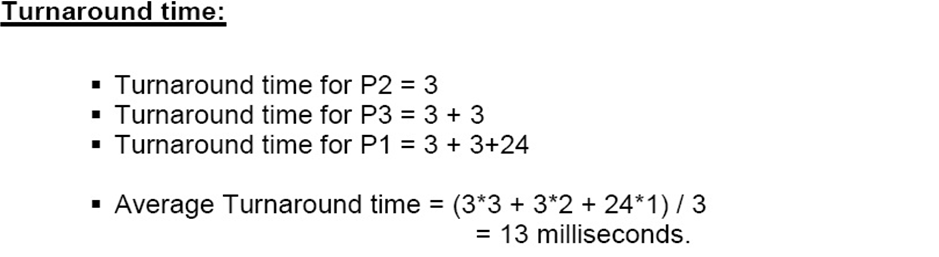 Turnaround time:
▪ Turnaround time for P2 = 3
▪ Turnaround time for P3 = 3 + 3
▪ Turnaround time for P1 = 3 + 3+24
▪ Average Turnaround time = (3*3 + 3*2 + 24*1) / 3
= 13 milliseconds.